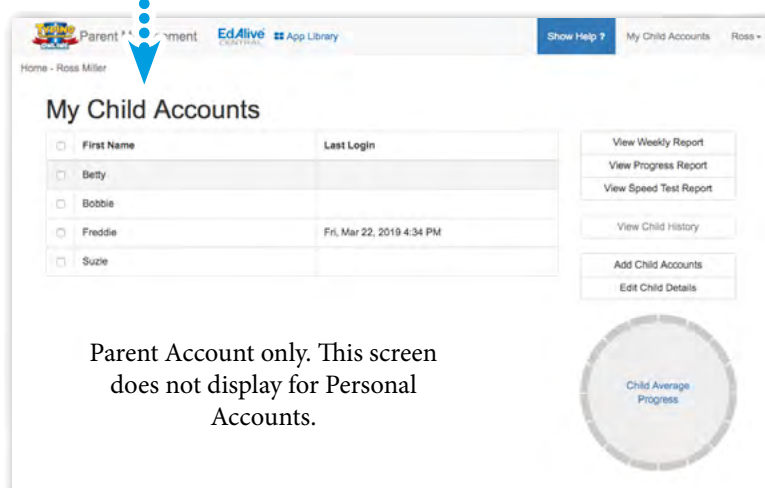 TYPING
Parent M ement EdAlive App Library Show Help ? My Child Accounts Ross
CENTRAL
Home - Ross Miller
My Child Accounts
First Name Last Login
Betty
Bobbie
Freddie Fri, Mar 22, 2019 4:34 PM
Suzie
View Weekly Report
View Progress Report
View Speed Test Report
View Child History
Add Child Accounts
Edit Child Details
Parent Account only. This screen
does not display for Personal
Accounts.
Child Average
Progress